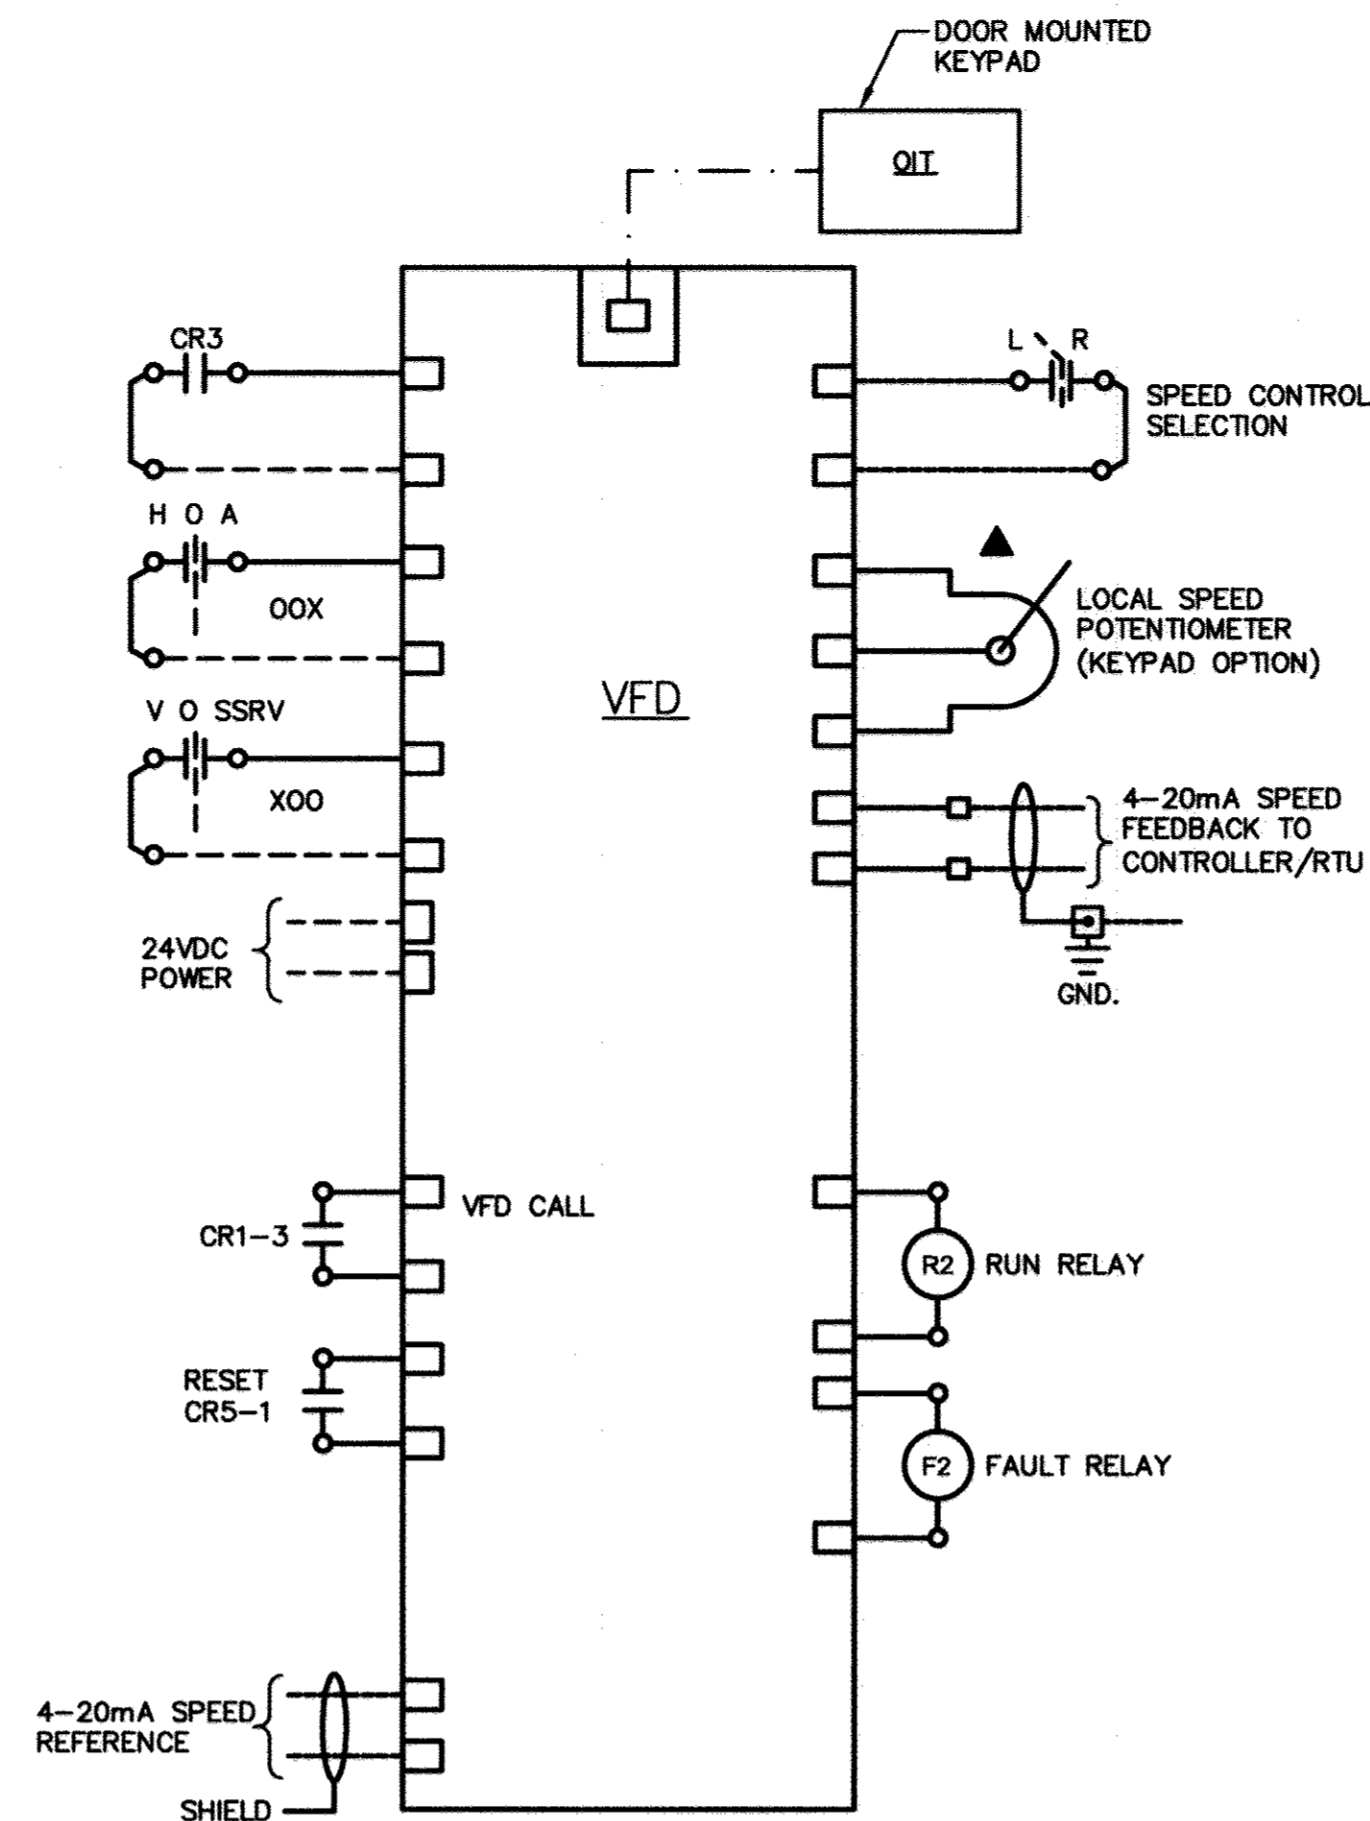 DOOR MOUNTED
KEYPAD
OIT
CR3
L R
SPEED CONTROL
SELECTION
H O A
OOX
LOCAL SPEED
POTENTIOMETER
(KEYPAD OPTION)
VFD
V O SSRV
XOO
4-20mA SPEED
FEEDBACK TO
CONTROLLER/RTU
24VDC
POWER
GND.
VFD CALL
CR1-3
R2 RUN RELAY
RESET
CR5-1
F2 FAULT RELAY
4-20mA SPEED
REFERENCE
SHIELD